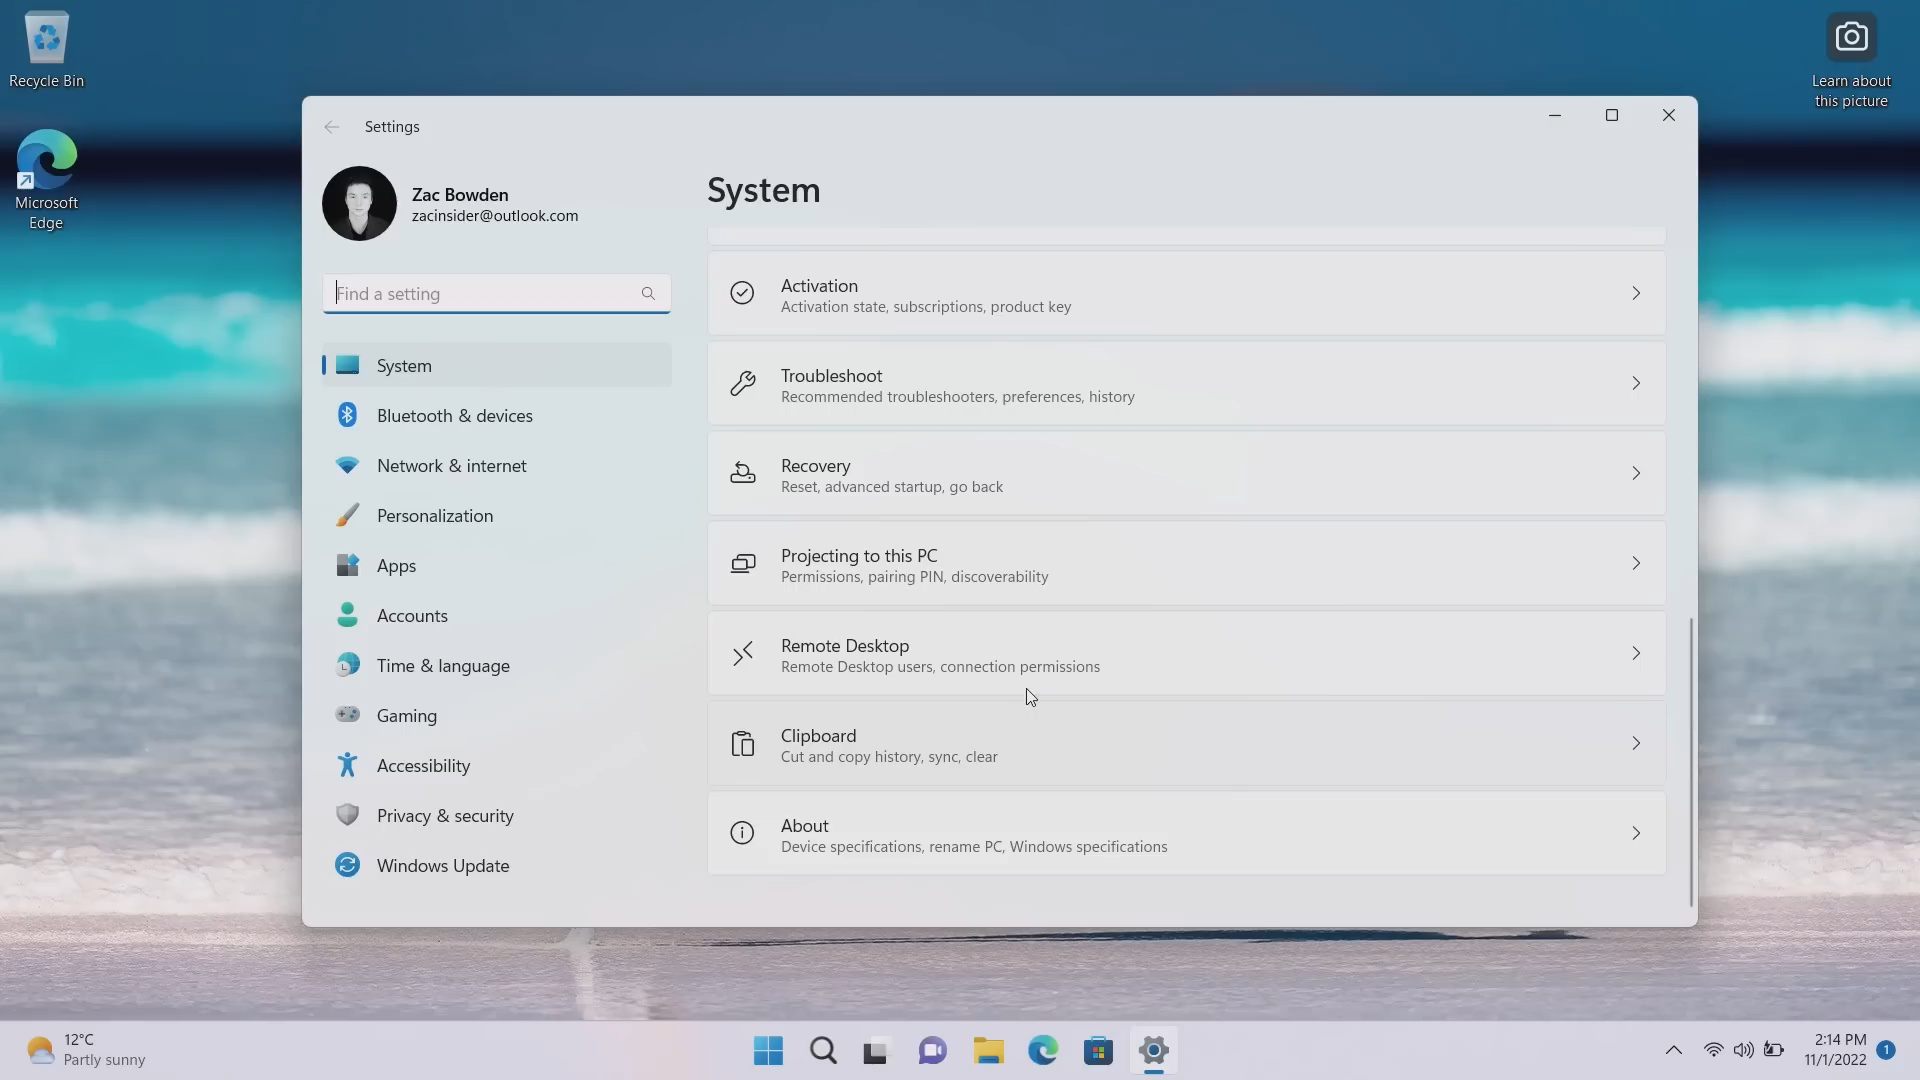 Recycle Bin
Microsoft
Edge
Learn about
this picture
Settings
Zac Bowden
zacinsider@outlook.com
Find a setting
System
Bluetooth & devices
Network & internet
Personalization
Apps
Accounts
Time & language
Gaming
Accessibility
Privacy & security
Windows Update
System
Activation
Activation state, subscriptions, product key
Troubleshoot
Recommended troubleshooters, preferences, history
Recovery
Reset, advanced startup, go back
Projecting to this PC
Permissions, pairing PIN, discoverability
Remote Desktop
Remote Desktop users, connection permissions
Clipboard
Cut and copy history, sync, clear
About
Device specifications, rename PC, Windows specifications
12°C
Partly sunny
2:14 PM
11/1/2022
1